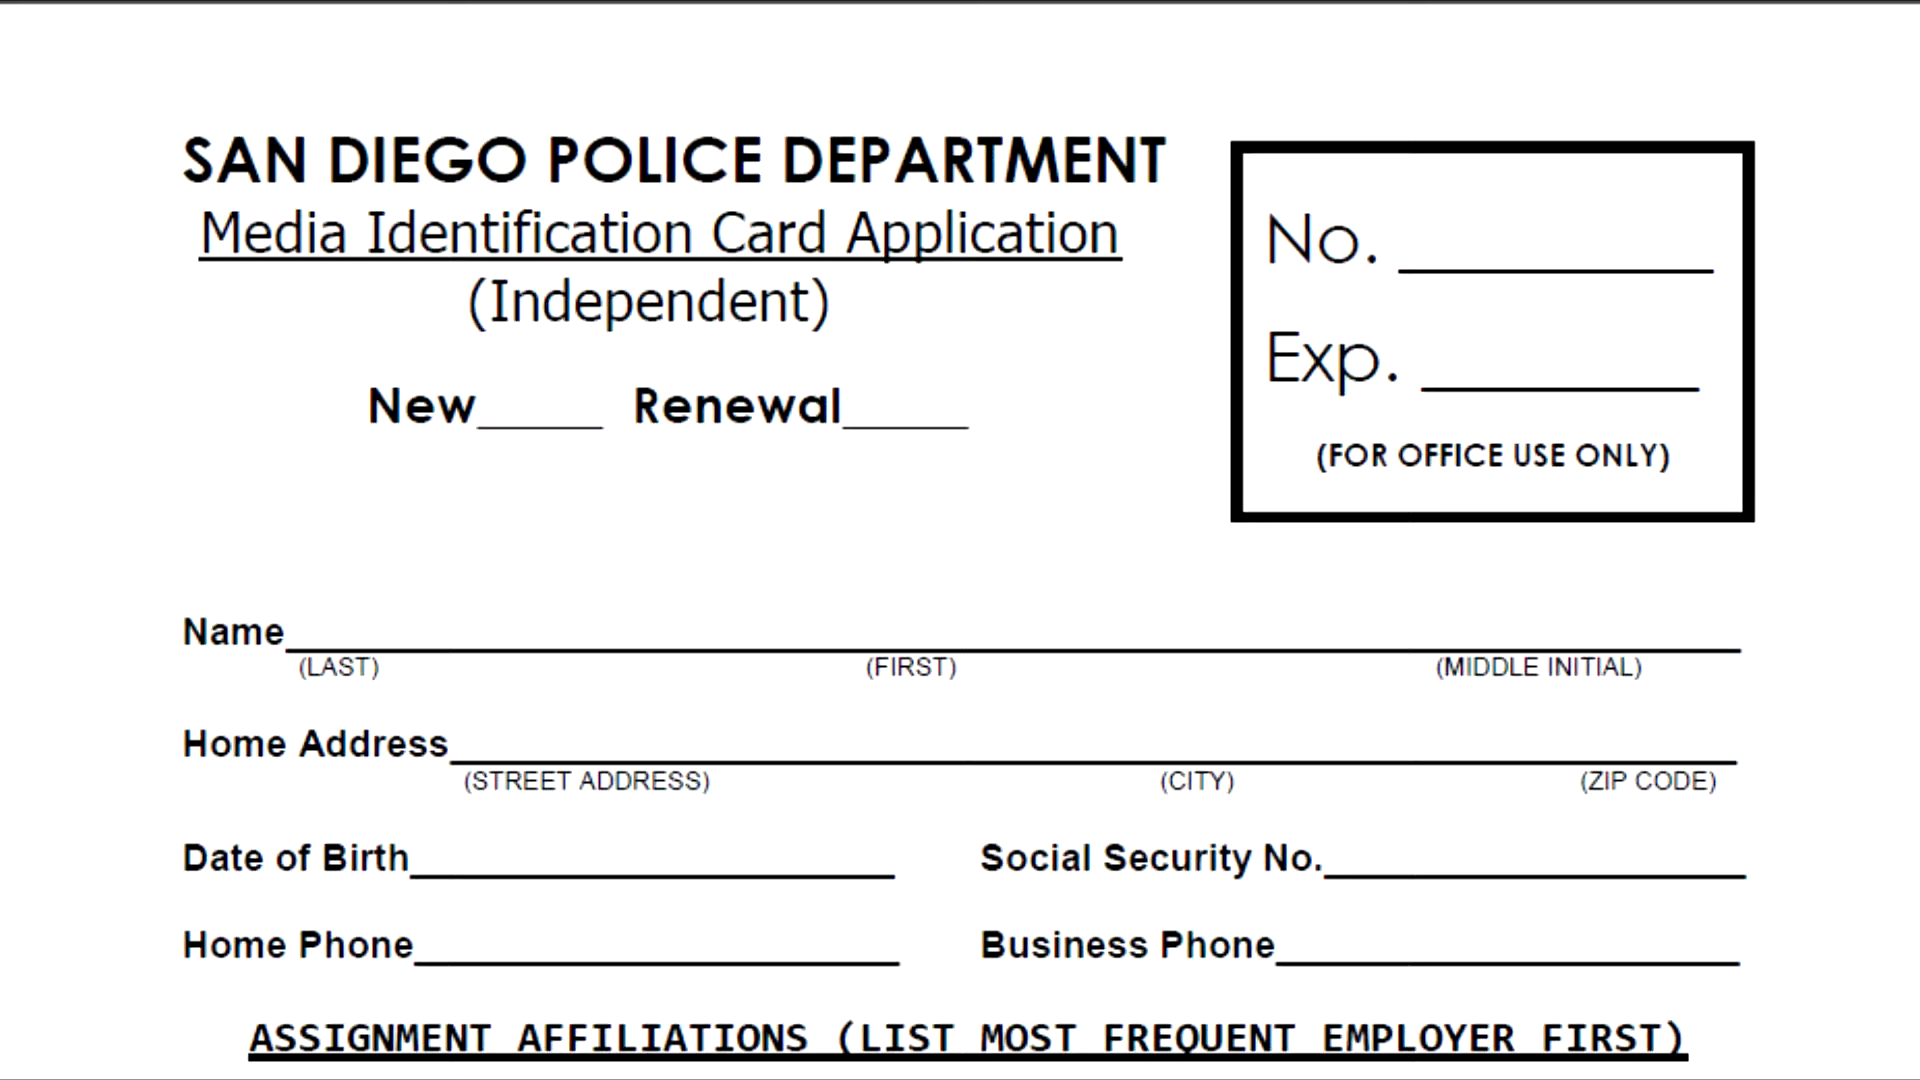 SAN DIEGO POLICE DEPARTMENT
Media Identification Card Application
(Independent)
New_____ Renewal_____
No. ________
Exp. _______
(FOR OFFICE USE ONLY)
Name
(LAST) (FIRST) (MIDDLE INITIAL)
Home Address
(STREET ADDRESS) (CITY) (ZIP CODE)
Date of Birth Social Security No.
Home Phone Business Phone
ASSIGNMENT AFFILIATIONS (LIST MOST FREQUENT EMPLOYER FIRST)